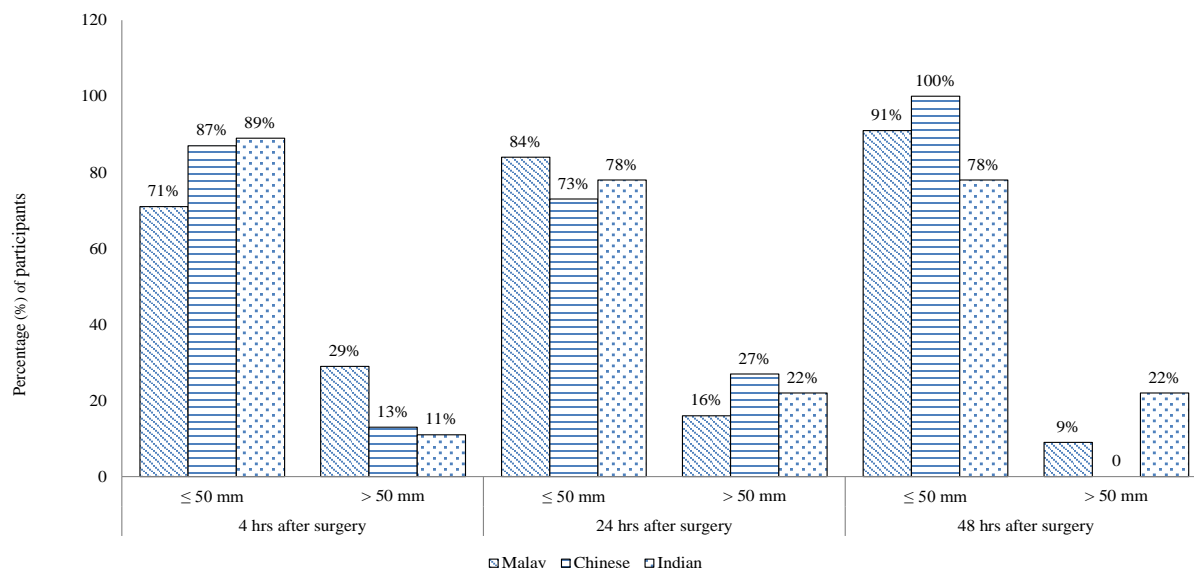 Percentage (%) of participants
120
100
80
60
40
20
0
71%
87%
89%
29%
13%
11%
84%
73%
78%
16%
27%
22%
91%
100%
78%
9%
0
22%
≤ 50 mm
> 50 mm
≤ 50 mm
> 50 mm
≤ 50 mm
> 50 mm
4 hrs after surgery
24 hrs after surgery
48 hrs after surgery
Malay Chinese Indian